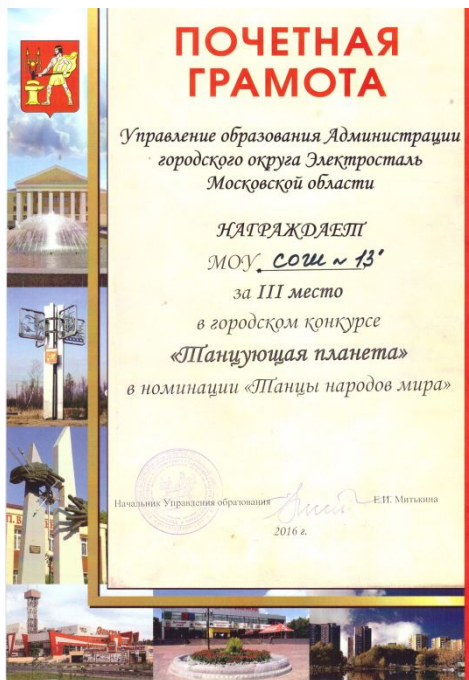 ПОЧЕТНАЯ
ГРАМОТА
Управление образования Администрации
городского округа Электросталь
Московской области
НАГРАЖДАЕТ
МОУ СОШ № 13
за III место
в городском конкурсе
«Танцующая планета»
в номинации «Танцы народов мира»
Начальник Управления образования Е.И. Митькина
2016 г.